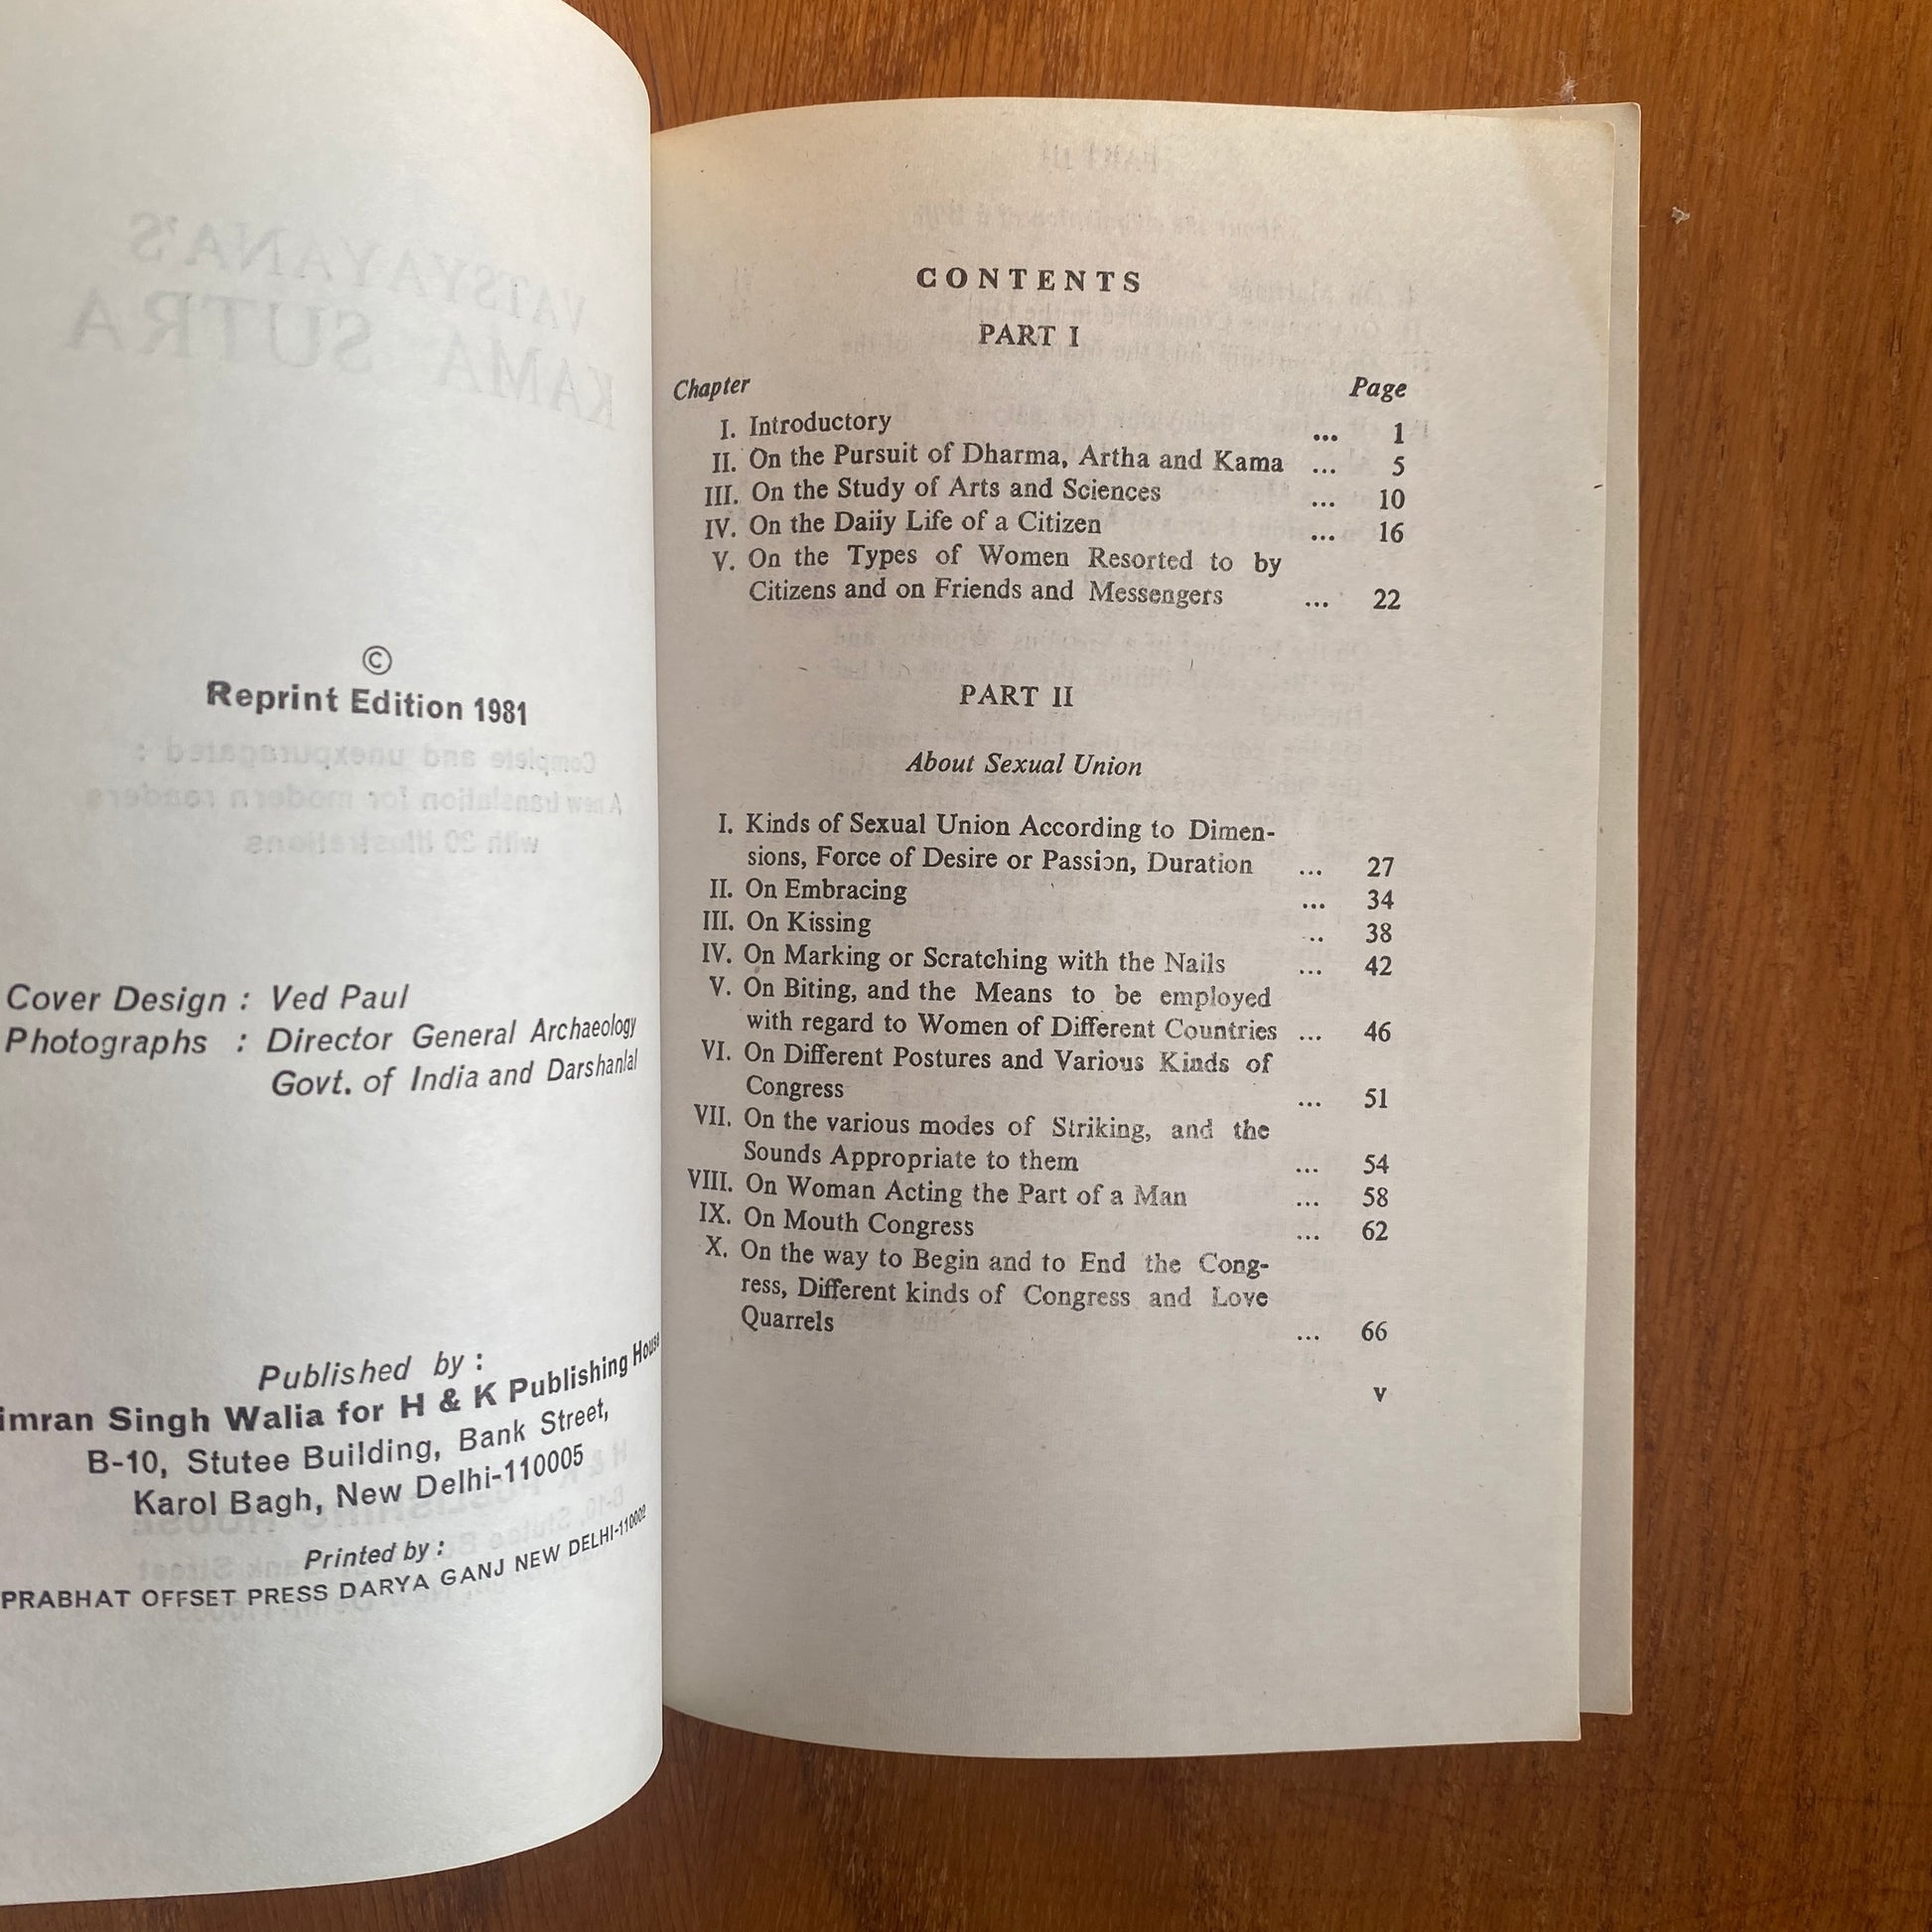 ©
Reprint Edition 1981
Cover Design : Ved Paul
Photographs : Director General Archaeology
Govt. of India and Darshanlal
Published by :
imran Singh Walia for H & K Publishing House
B-10, Stutee Building, Bank Street,
Karol Bagh, New Delhi-110005
Printed by :
PRABHAT OFFSET PRESS DARYA GANJ NEW DELHI-110002
CONTENTS
PART I
Chapter Page
I. Introductory ... 1
II. On the Pursuit of Dharma, Artha and Kama ... 5
III. On the Study of Arts and Sciences ... 10
IV. On the Daiiy Life of a Citizen ... 16
V. On the Types of Women Resorted to by
Citizens and on Friends and Messengers ... 22
PART II
About Sexual Union
I. Kinds of Sexual Union According to Dimen-
sions, Force of Desire or Passion, Duration ... 27
II. On Embracing ... 34
III. On Kissing .. 38
IV. On Marking or Scratching with the Nails ... 42
V. On Biting, and the Means to be employed
with regard to Women of Different Countries ... 46
VI. On Different Postures and Various Kinds of
Congress ... 51
VII. On the various modes of Striking, and the
Sounds Appropriate to them ... 54
VIII. On Woman Acting the Part of a Man ... 58
IX. On Mouth Congress ... 62
X. On the way to Begin and to End the Cong-
ress, Different kinds of Congress and Love
Quarrels ... 66
v